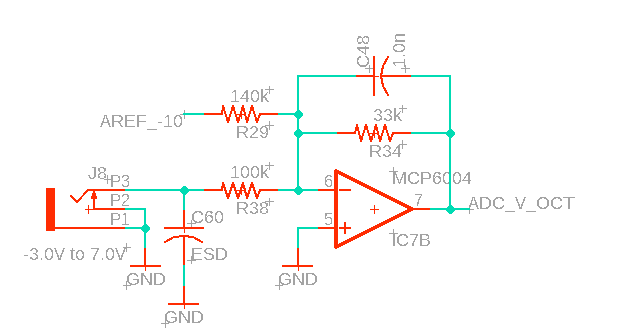 C48
1.0n
140k
AREF_-10
R29
33k
R34
J8
P3
P2
P1
100k
R38
6
5
7
MCP6004
ADC_V_OCT
IC7B
C60
ESD
-3.0V to 7.0V
GND
GND
GND